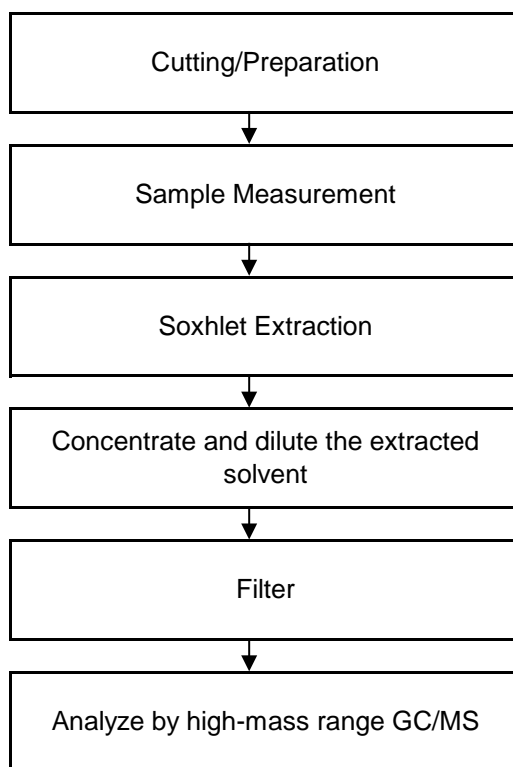 Cutting/Preparation
Sample Measurement
Soxhlet Extraction
Concentrate and dilute the extracted
solvent
Filter
Analyze by high-mass range GC/MS